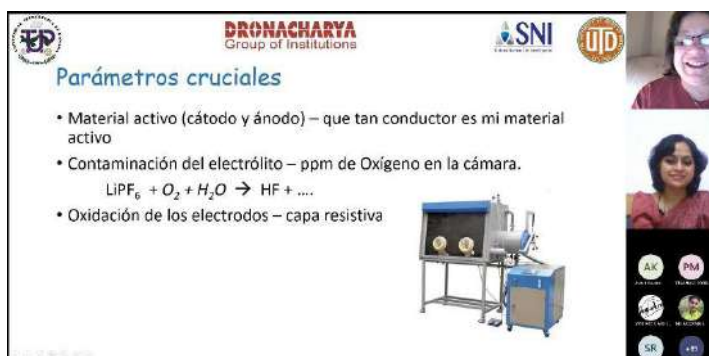 UTP
DRONACHARYA
Group of Institutions
SNI
UTD
Parámetros cruciales
• Material activo (cátodo y ánodo) – que tan conductor es mi material
activo
• Contaminación del electrólito – ppm de Oxígeno en la cámara.
LiPF₆ + O₂ + H₂O → HF + ....
• Oxidación de los electrodos – capa resistiva
AK
PM
SR